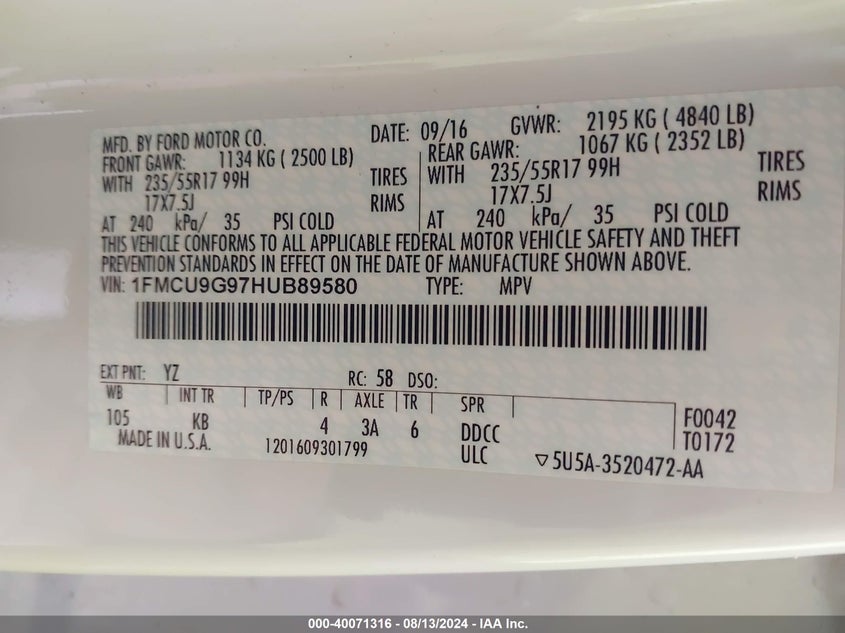 MFD. BY FORD MOTOR CO. DATE: 09/16 GVWR: 2195 KG ( 4840 LB)
FRONT GAWR: 1134 KG ( 2500 LB) REAR GAWR: 1067 KG ( 2352 LB)
WITH 235/55R17 99H TIRES WITH 235/55R17 99H TIRES
17X7.5J RIMS 17X7.5J RIMS
AT 240 kPa/ 35 PSI COLD AT 240 kPa/ 35 PSI COLD
THIS VEHICLE CONFORMS TO ALL APPLICABLE FEDERAL MOTOR VEHICLE SAFETY AND THEFT
PREVENTION STANDARDS IN EFFECT ON THE DATE OF MANUFACTURE SHOWN ABOVE.
VIN: 1FMCU9G97HUB89580 TYPE: MPV
EXT PNT: YZ RC: 58 DSO:
WB INT TR TP/PS R AXLE TR SPR
105 KB 4 3A 6 DDCC F0042
MADE IN U.S.A. 1201609301799 ULC T0172
▽5U5A-3520472-AA
000-40071316 - 08/13/2024 - IAA Inc.